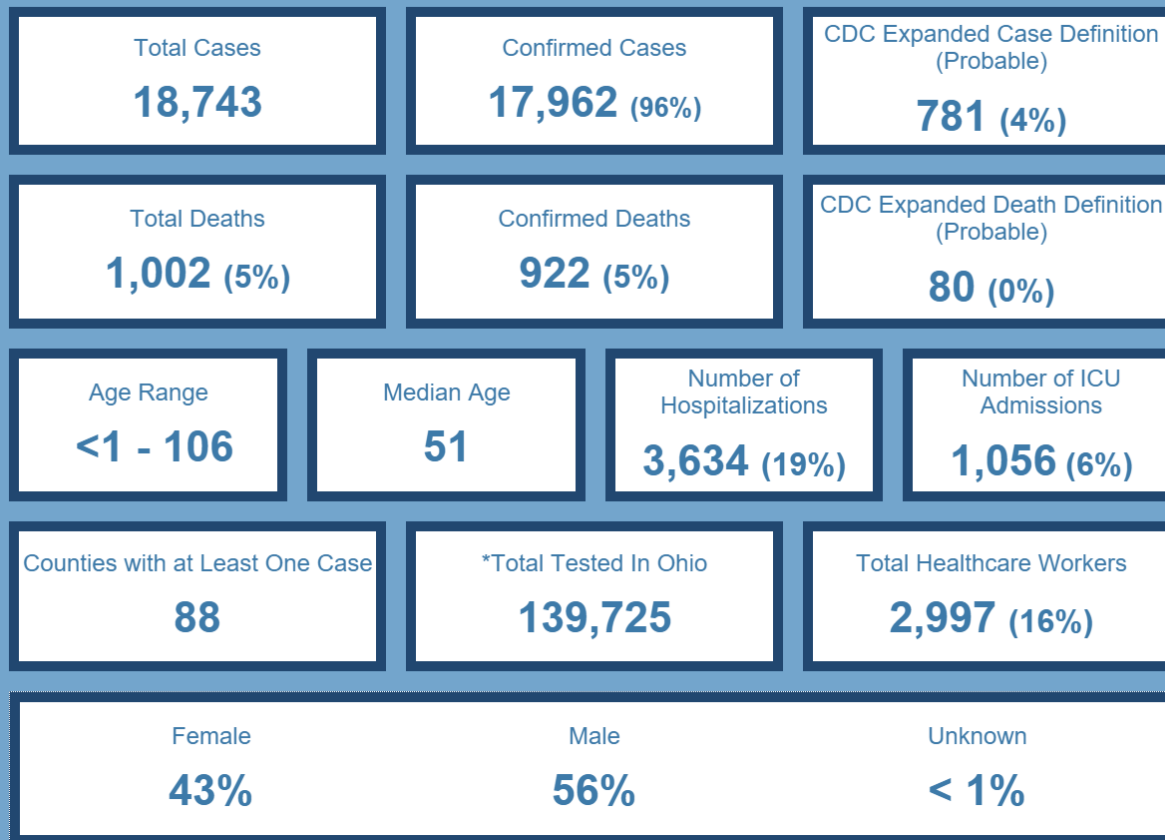 Total Cases
18,743
Confirmed Cases
17,962 (96%)
CDC Expanded Case Definition
(Probable)
781 (4%)
Total Deaths
1,002 (5%)
Confirmed Deaths
922 (5%)
CDC Expanded Death Definition
(Probable)
80 (0%)
Age Range
<1 - 106
Median Age
51
Number of
Hospitalizations
3,634 (19%)
Number of ICU
Admissions
1,056 (6%)
Counties with at Least One Case
88
*Total Tested In Ohio
139,725
Total Healthcare Workers
2,997 (16%)
Female
43%
Male
56%
Unknown
< 1%